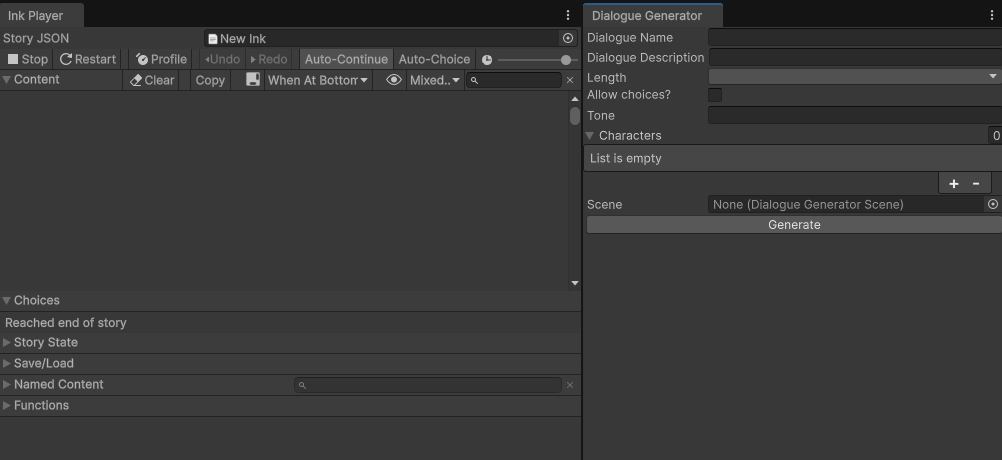 Ink Player
Story JSON New Ink
Stop Restart Profile Undo Redo Auto-Continue Auto-Choice
Content Clear Copy When At Bottom Mixed..
Choices
Reached end of story
Story State
Save/Load
Named Content
Functions
Dialogue Generator
Dialogue Name
Dialogue Description
Length
Allow choices?
Tone
Characters 0
List is empty
+ -
Scene None (Dialogue Generator Scene)
Generate